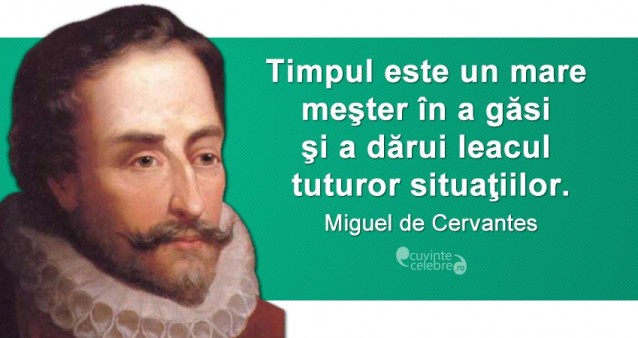 Timpul este un mare
meşter în a găsi
şi a dărui leacul
tuturor situaţiilor.
Miguel de Cervantes
cuvinte
celebre.ro